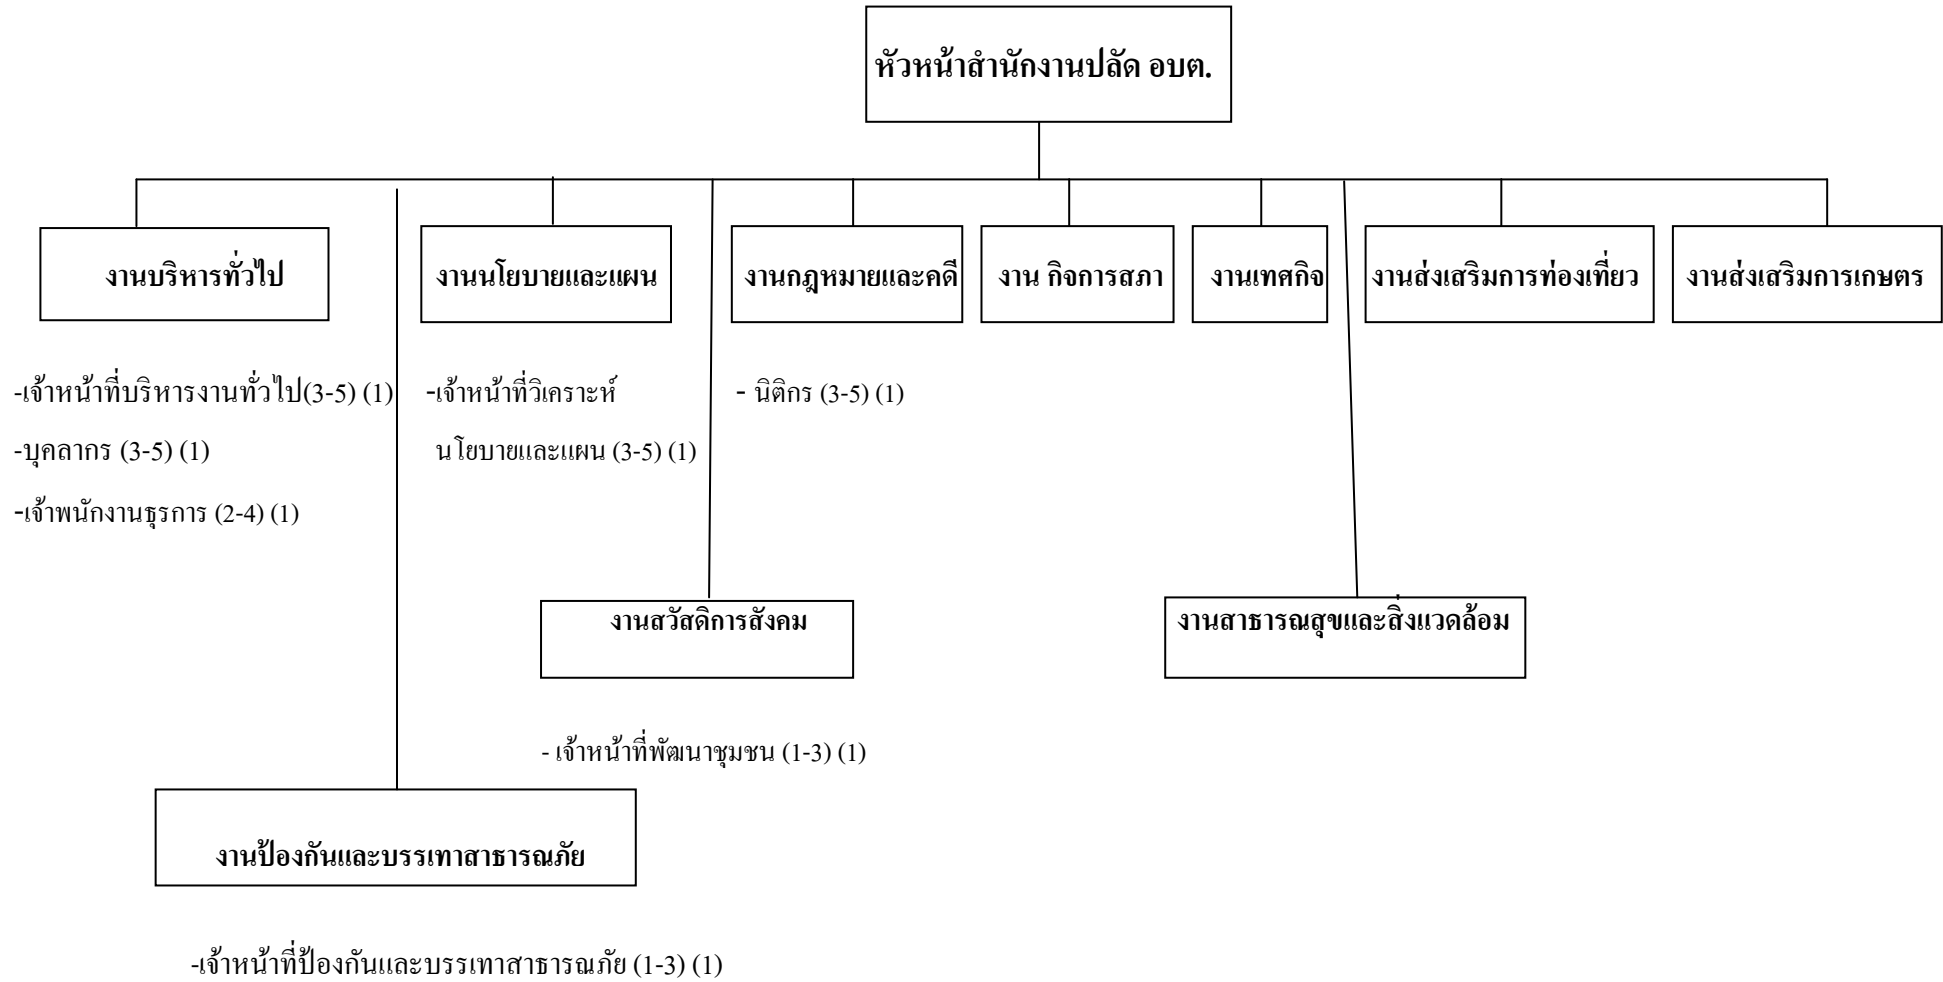 หัวหน้าสำนักงานปลัด อบต.
งานบริหารทั่วไป
งานนโยบายและแผน
งานกฎหมายและคดี
งาน กิจการสภา
งานเทศกิจ
งานส่งเสริมการท่องเที่ยว
งานส่งเสริมการเกษตร
-เจ้าหน้าที่บริหารงานทั่วไป(3-5) (1)
-บุคลากร (3-5) (1)
-เจ้าพนักงานธุรการ (2-4) (1)
-เจ้าหน้าที่วิเคราะห์
นโยบายและแผน (3-5) (1)
- นิติกร (3-5) (1)
งานสวัสดิการสังคม
งานสาธารณสุขและสิ่งแวดล้อม
- เจ้าหน้าที่พัฒนาชุมชน (1-3) (1)
งานป้องกันและบรรเทาสาธารณภัย
-เจ้าหน้าที่ป้องกันและบรรเทาสาธารณภัย (1-3) (1)